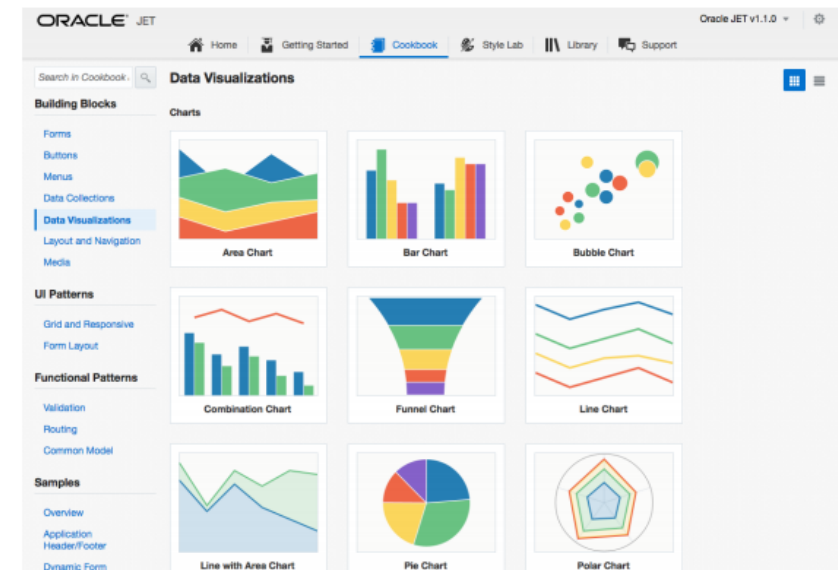 ORACLE JET
Oracle JET v1.1.0
Home
Getting Started
Cookbook
Style Lab
Library
Support
Search in Cookbook.
Data Visualizations
Building Blocks
Charts
Forms
Buttons
Menus
Data Collections
Data Visualizations
Layout and Navigation
Media
Area Chart
Bar Chart
Bubble Chart
UI Patterns
Grid and Responsive
Form Layout
Functional Patterns
Validation
Routing
Common Model
Combination Chart
Funnel Chart
Line Chart
Samples
Overview
Application
Header/Footer
Dynamic Form
Line with Area Chart
Pie Chart
Polar Chart